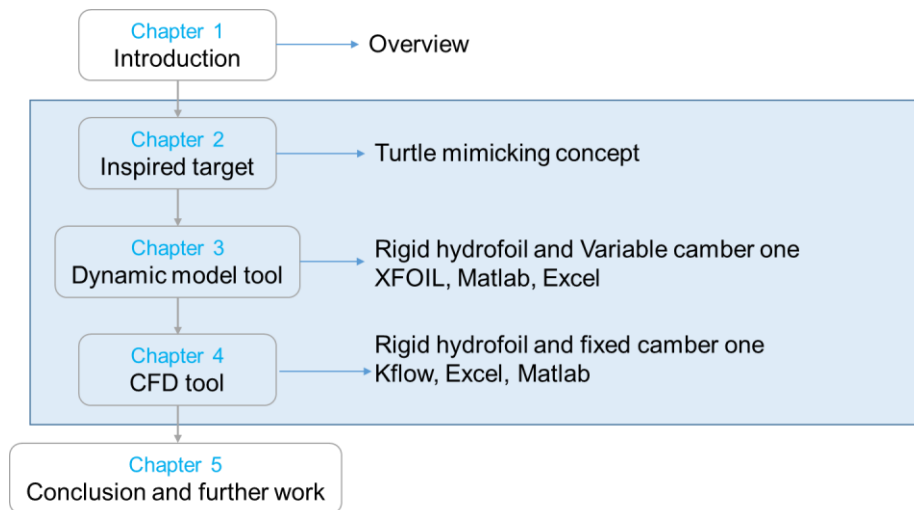 Chapter 1
Introduction
Overview
Chapter 2
Inspired target
Turtle mimicking concept
Chapter 3
Dynamic model tool
Rigid hydrofoil and Variable camber one
XFOIL, Matlab, Excel
Chapter 4
CFD tool
Rigid hydrofoil and fixed camber one
Kflow, Excel, Matlab
Chapter 5
Conclusion and further work